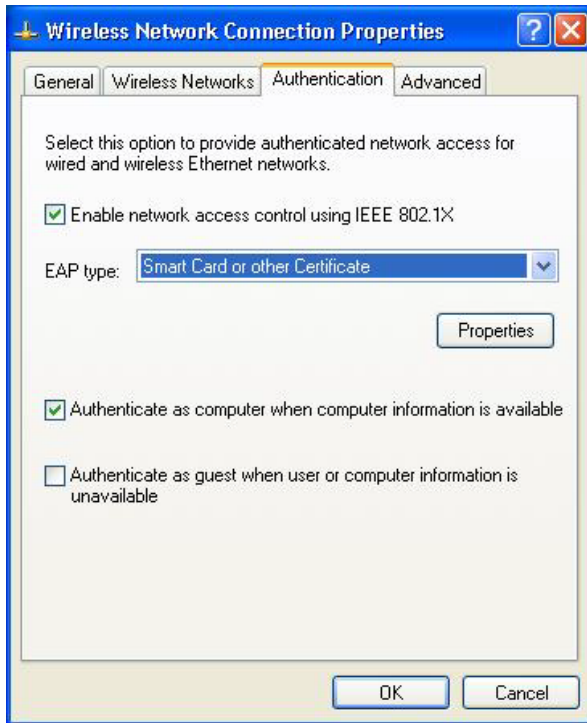 Wireless Network Connection Properties
General Wireless Networks Authentication Advanced
Select this option to provide authenticated network access for
wired and wireless Ethernet networks.
Enable network access control using IEEE 802.1X
EAP type: Smart Card or other Certificate
Properties
Authenticate as computer when computer information is available
Authenticate as guest when user or computer information is
unavailable
OK Cancel